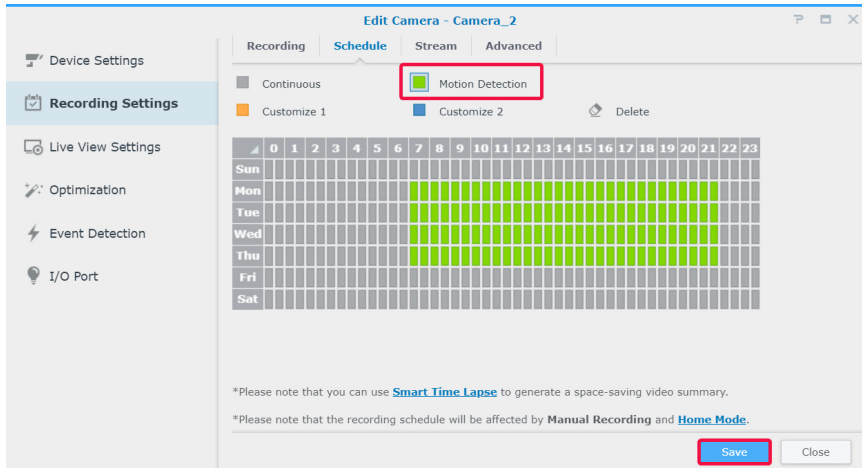 Edit Camera - Camera_2
Device Settings
Recording Settings
Live View Settings
Optimization
Event Detection
I/O Port
Recording Schedule Stream Advanced
Continuous Motion Detection
Customize 1 Customize 2 Delete
0 1 2 3 4 5 6 7 8 9 10 11 12 13 14 15 16 17 18 19 20 21 22 23
Sun
Mon
Tue
Wed
Thu
Fri
Sat
*Please note that you can use Smart Time Lapse to generate a space-saving video summary.
*Please note that the recording schedule will be affected by Manual Recording and Home Mode.
Save Close